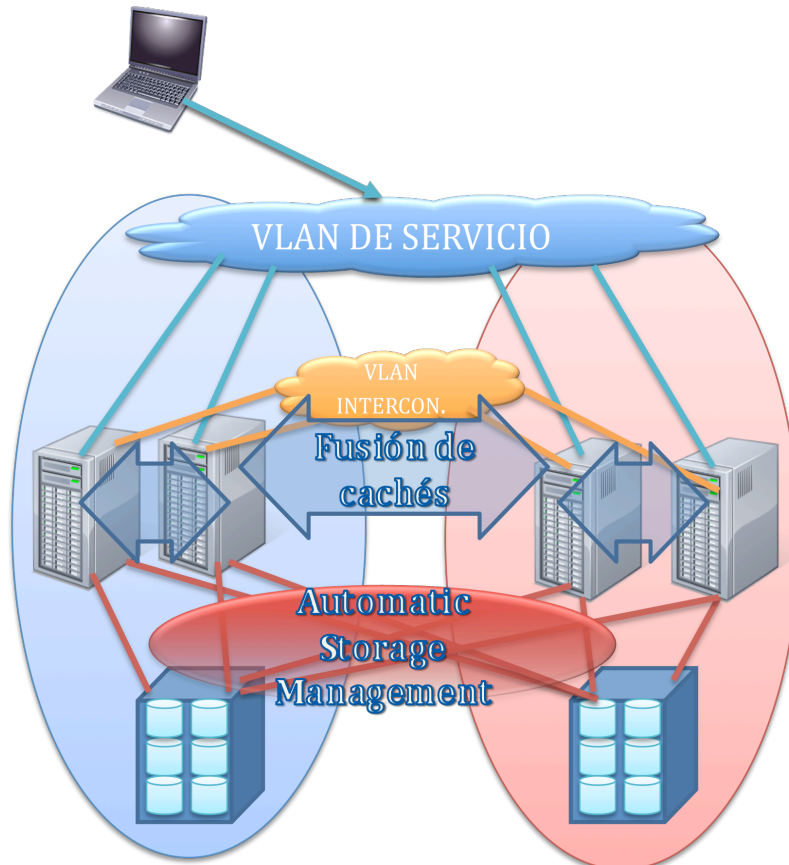 VLAN DE SERVICIO
VLAN
INTERCON.
Fusión de
cachés
Automatic
Storage
Management